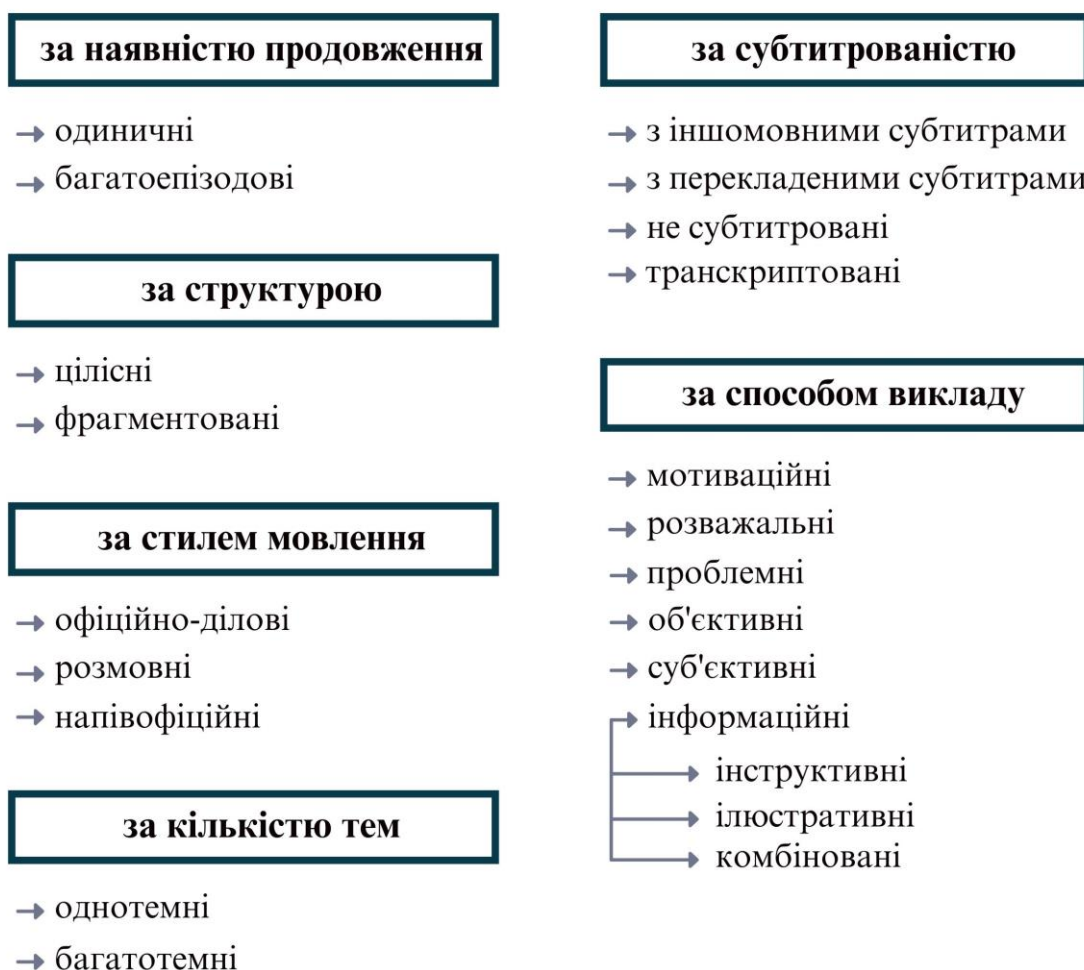 за наявністю продовження
одиничні
багатоепізодові
за структурою
цілісні
фрагментовані
за стилем мовлення
офіційно-ділові
розмовні
напівофіційні
за кількістю тем
однотемні
багатотемні
за субтитрованістю
з іншомовними субтитрами
з перекладеними субтитрами
не субтитровані
транскриптовані
за способом викладу
мотиваційні
розважальні
проблемні
об'єктивні
суб'єктивні
інформаційні
інструктивні
ілюстративні
комбіновані